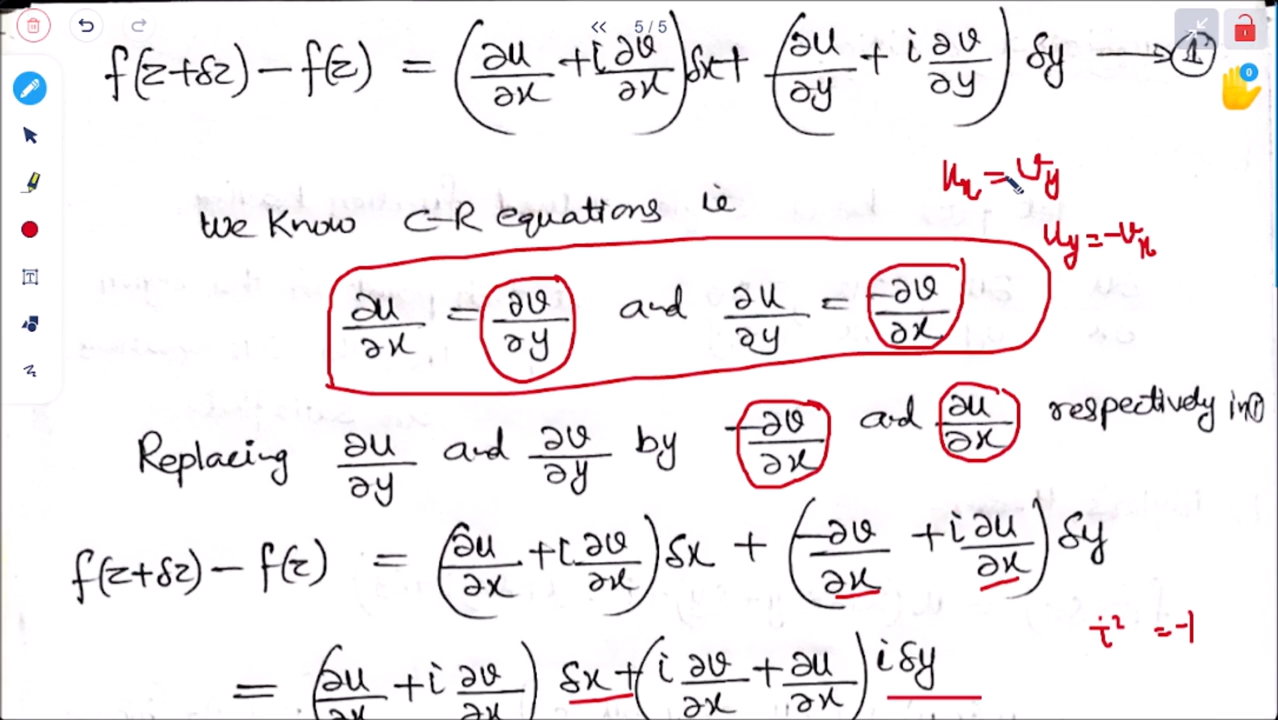 << 5/5
f(z+δz) − f(z) = (∂u/∂x + i ∂v/∂x) δx + (∂u/∂y + i ∂v/∂y) δy → ①
u_x = v_y
We Know C-R equations ie
u_y = -v_x
∂u/∂x = ∂v/∂y and ∂u/∂y = -∂v/∂x
Replacing ∂u/∂y and ∂v/∂y by -∂v/∂x and ∂u/∂x respectively in ①
f(z+δz) − f(z) = (∂u/∂x + i ∂v/∂x) δx + (-∂v/∂x + i ∂u/∂x) δy
i² = -1
= (∂u/∂x + i ∂v/∂x) δx + (i ∂v/∂x + ∂u/∂x) i δy